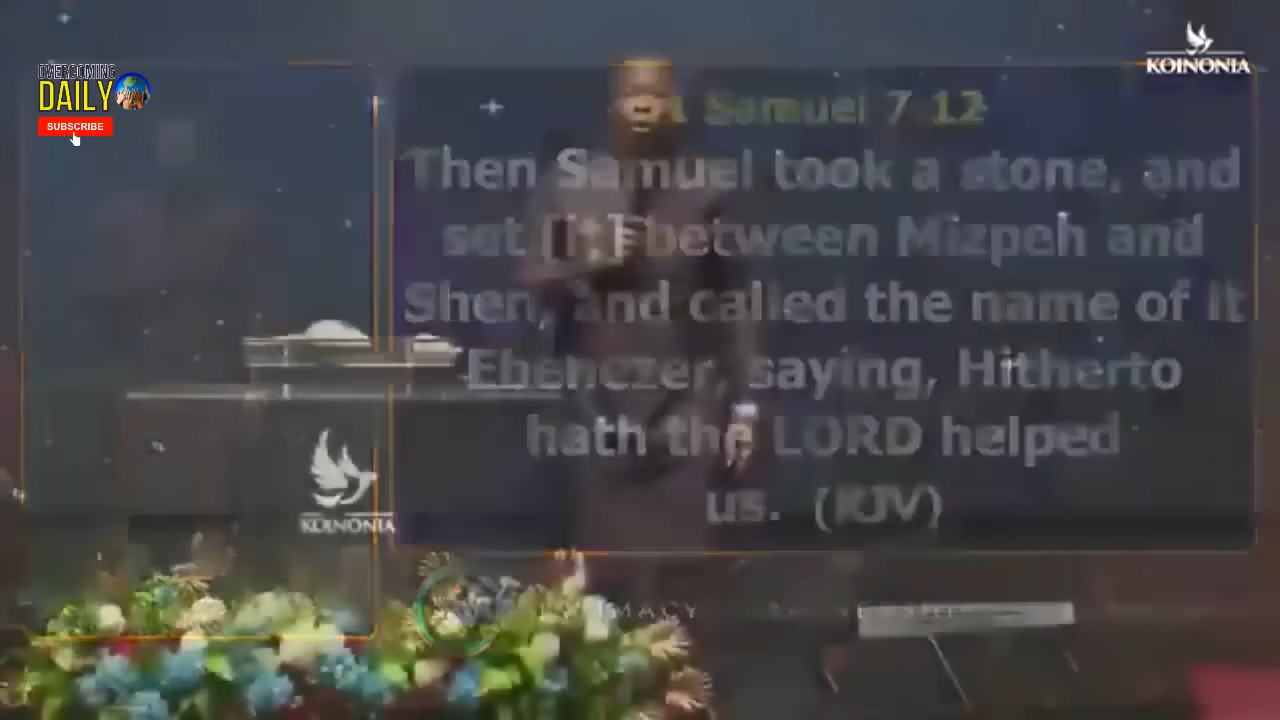 OVERCOMING
DAILY
SUBSCRIBE
KOINONIA
1 Samuel 7 12
Then Samuel took a stone, and
set [it] between Mizpeh and
Shen, and called the name of it
Ebenezer, saying, Hitherto
hath the LORD helped
us. (KJV)
KOINONIA